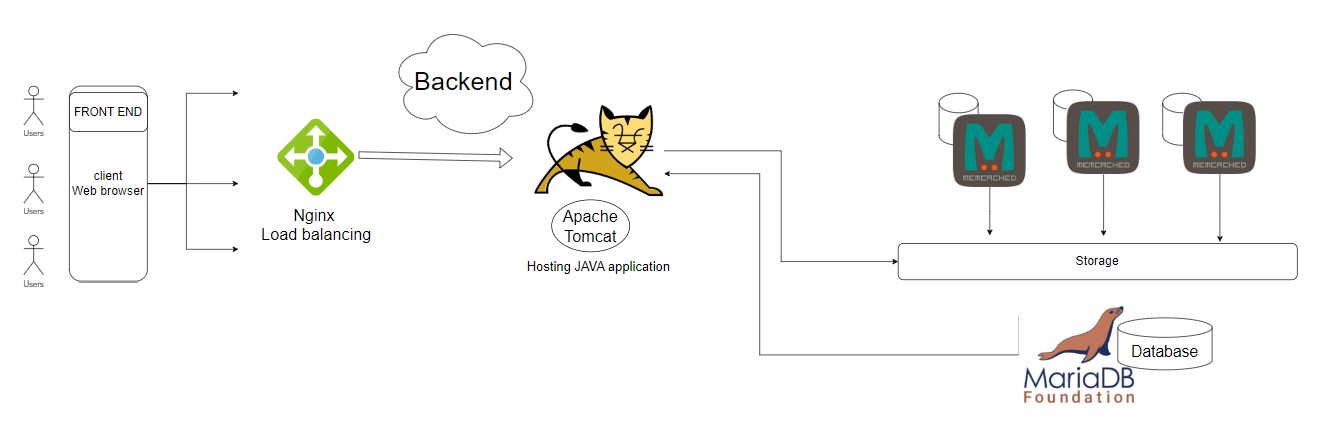 Users
Users
Users
FRONT END
client
Web browser
Nginx
Load balancing
Backend
Apache
Tomcat
Hosting JAVA application
MEMCACHED
MEMCACHED
MEMCACHED
Storage
MariaDB
Foundation
Database